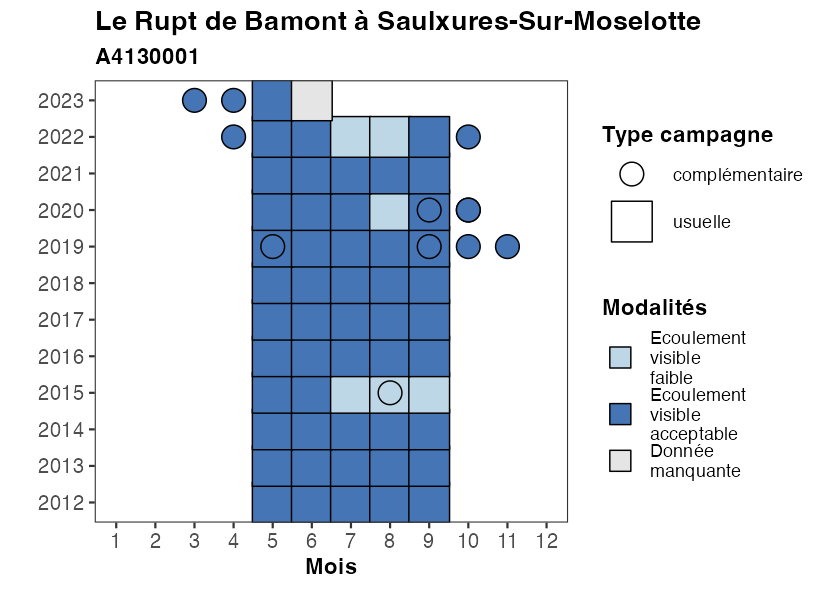 Le Rupt de Bamont à Saulxures-Sur-Moselotte
A4130001
2023
2022
2021
2020
2019
2018
2017
2016
2015
2014
2013
2012
1 2 3 4 5 6 7 8 9 10 11 12
Mois
Type campagne
complémentaire
usuelle
Modalités
Ecoulement
visible
faible
Ecoulement
visible
acceptable
Donnée
manquante